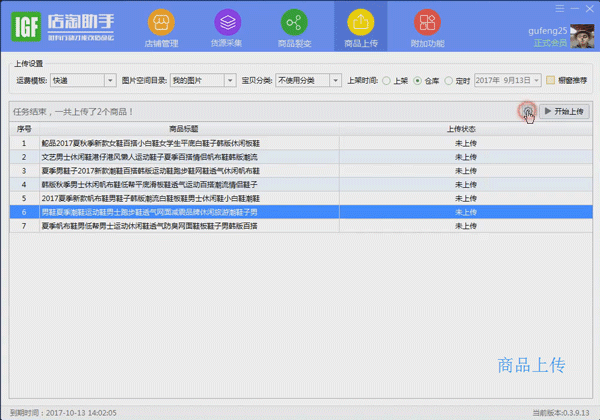 IGF 店淘助手
店铺管理 货源采集 商品裂变 商品上传 附加功能
gufeng25
正式会员
上传设置
运费模板: 快递 图片空间目录: 我的图片 宝贝分类: 不使用分类 上架时间: 上架 仓库 定时 2017年 9月13日 橱窗推荐
任务结束，一共上传了2个商品！ 开始上传
序号 商品标题 上传状态
1 鸵品2017夏秋季新款女鞋百搭小白鞋女学生平底白鞋子韩版休闲板鞋 未上传
2 文艺男士休闲鞋港仔港风懒人运动鞋子夏季百搭情侣帆布鞋韩版潮流 未上传
3 夏季男鞋子2017新款潮鞋百搭韩版运动鞋跑步鞋网鞋透气休闲帆布鞋 未上传
4 韩版秋季男士休闲帆布鞋低帮平底滑板鞋透气运动百搭潮流情侣鞋子 未上传
5 2017夏季新款帆布鞋男鞋子韩版潮流白鞋板鞋男士休闲鞋小白鞋潮鞋 未上传
6 男鞋夏季潮鞋运动鞋男士跑步鞋透气网面减震品牌休闲旅游潮鞋子男 未上传
7 夏季帆布鞋男低帮男士运动休闲鞋透气防臭网面鞋板鞋子男韩版百搭 未上传
商品上传
到期时间：2017-10-13 14:02:05 当前版本:0.3.9.13